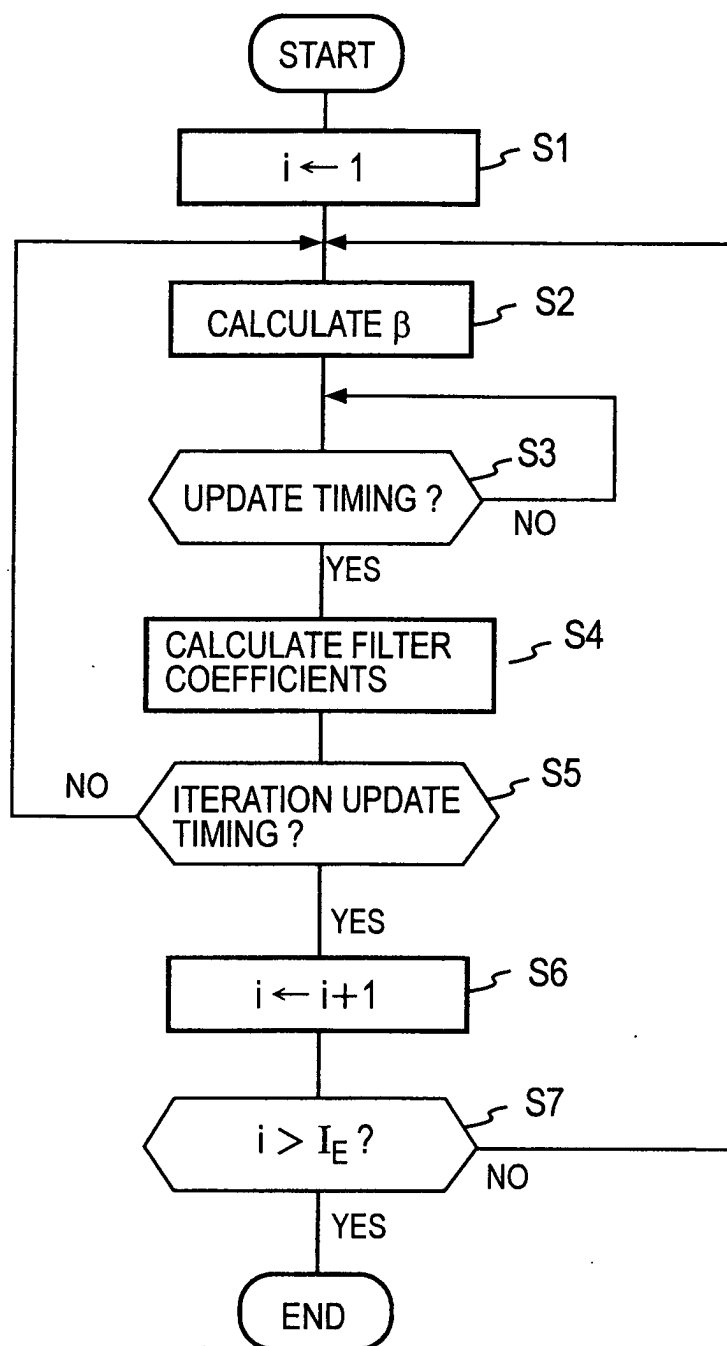 START
i ← 1
S1
CALCULATE β
S2
S3
UPDATE TIMING ?
NO
YES
CALCULATE FILTER
COEFFICIENTS
S4
NO
ITERATION UPDATE
TIMING ?
S5
YES
i ← i+1
S6
i > I_E ?
S7
NO
YES
END